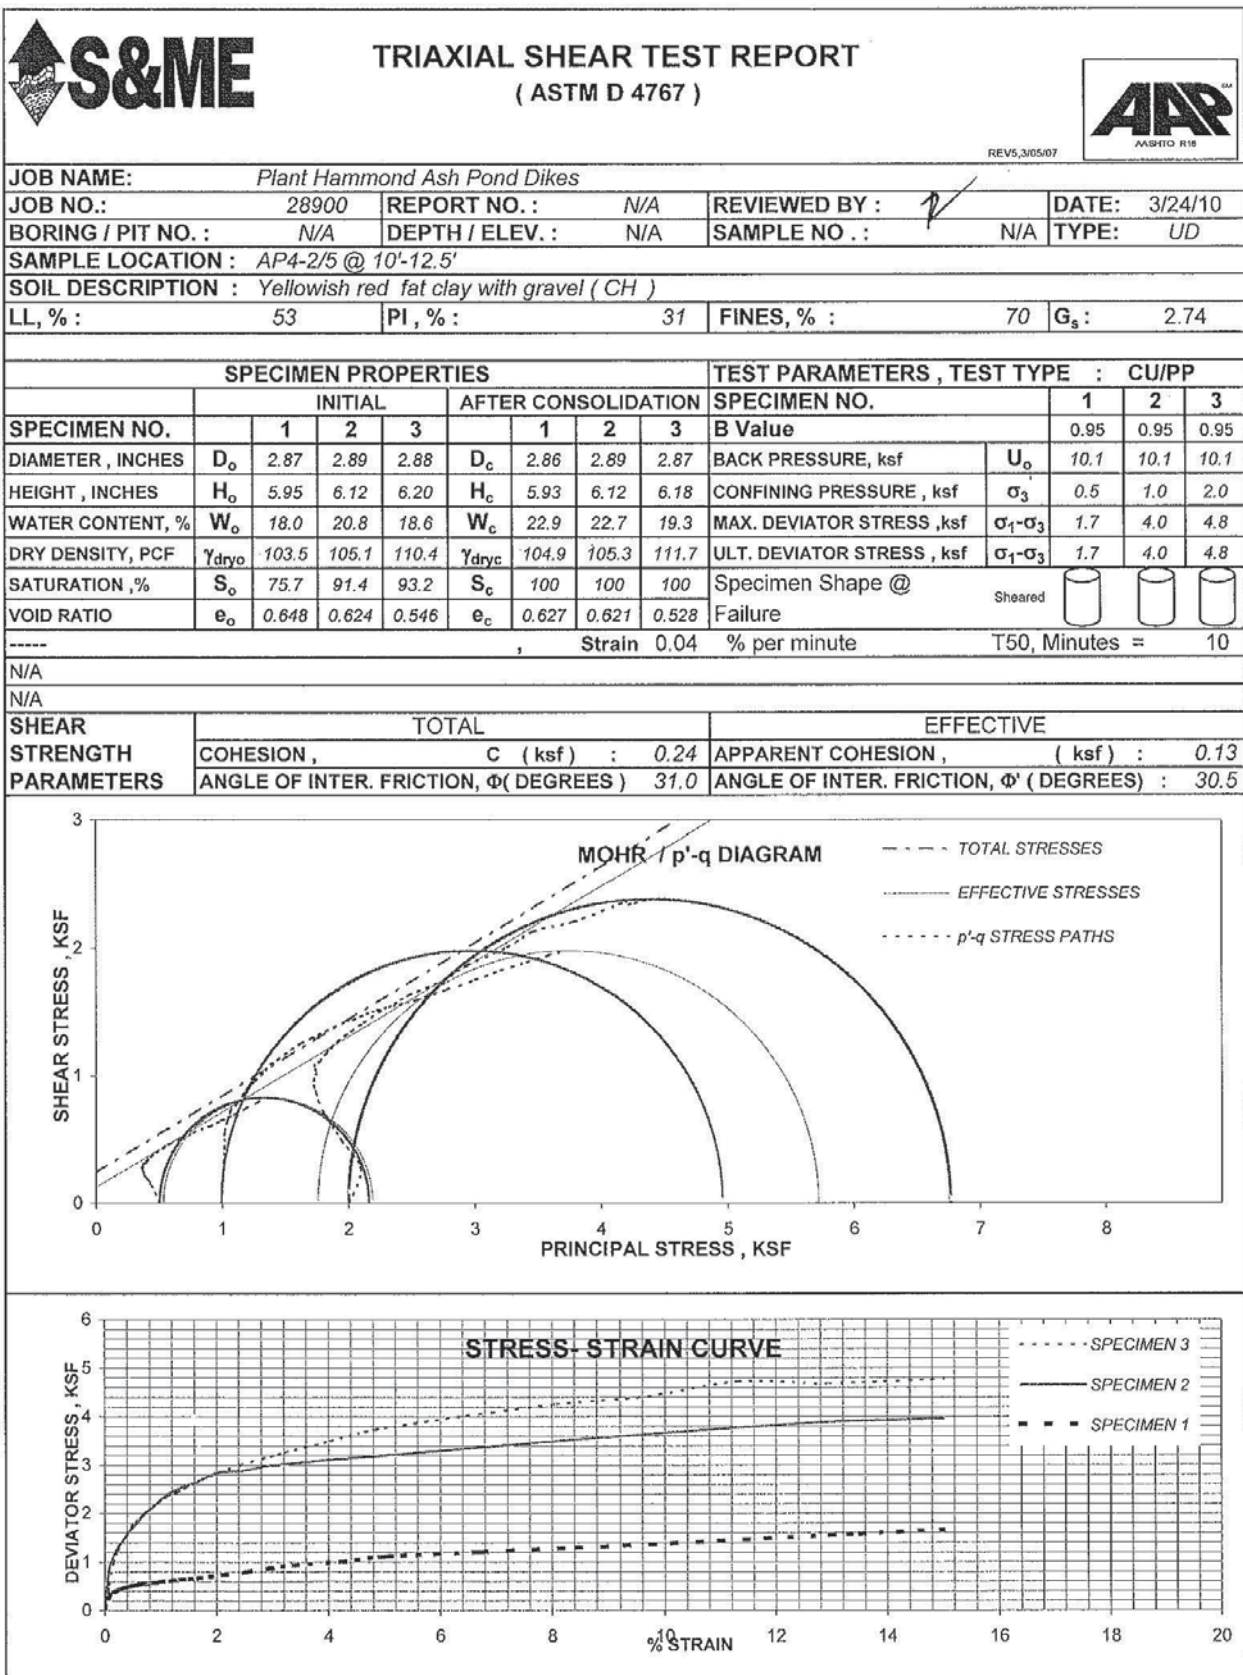 S&ME
TRIAXIAL SHEAR TEST REPORT
( ASTM D 4767 )
AAP
SM
AASHTO R18
REV5,3/05/07
JOB NAME: Plant Hammond Ash Pond Dikes
JOB NO.: 28900 REPORT NO. : N/A REVIEWED BY : DATE: 3/24/10
BORING / PIT NO. : N/A DEPTH / ELEV. : N/A SAMPLE NO . : N/A TYPE: UD
SAMPLE LOCATION : AP4-2/5 @ 10'-12.5'
SOIL DESCRIPTION : Yellowish red fat clay with gravel ( CH )
LL, % : 53 PI , % : 31 FINES, % : 70 Gs : 2.74
SPECIMEN PROPERTIES TEST PARAMETERS , TEST TYPE : CU/PP
INITIAL AFTER CONSOLIDATION SPECIMEN NO. 1 2 3
SPECIMEN NO. 1 2 3 1 2 3 B Value 0.95 0.95 0.95
DIAMETER , INCHES Do 2.87 2.89 2.88 Dc 2.86 2.89 2.87 BACK PRESSURE, ksf Uo 10.1 10.1 10.1
HEIGHT , INCHES Ho 5.95 6.12 6.20 Hc 5.93 6.12 6.18 CONFINING PRESSURE , ksf σ3' 0.5 1.0 2.0
WATER CONTENT, % Wo 18.0 20.8 18.6 Wc 22.9 22.7 19.3 MAX. DEVIATOR STRESS ,ksf σ1-σ3 1.7 4.0 4.8
DRY DENSITY, PCF γdryo 103.5 105.1 110.4 γdryc 104.9 105.3 111.7 ULT. DEVIATOR STRESS , ksf σ1-σ3 1.7 4.0 4.8
SATURATION ,% So 75.7 91.4 93.2 Sc 100 100 100 Specimen Shape @ Sheared
VOID RATIO eo 0.648 0.624 0.546 ec 0.627 0.621 0.528 Failure
----- , Strain 0.04 % per minute T50, Minutes = 10
N/A
N/A
SHEAR TOTAL EFFECTIVE
STRENGTH COHESION , C ( ksf ) : 0.24 APPARENT COHESION , ( ksf ) : 0.13
PARAMETERS ANGLE OF INTER. FRICTION, Φ( DEGREES ) 31.0 ANGLE OF INTER. FRICTION, Φ' ( DEGREES) : 30.5
MOHR / p'-q DIAGRAM
TOTAL STRESSES
EFFECTIVE STRESSES
p'-q STRESS PATHS
SHEAR STRESS , KSF
3
2
1
0
0 1 2 3 4 5 6 7 8
PRINCIPAL STRESS , KSF
STRESS- STRAIN CURVE
SPECIMEN 3
SPECIMEN 2
SPECIMEN 1
DEVIATOR STRESS , KSF
6
5
4
3
2
1
0
0 2 4 6 8 10 12 14 16 18 20
% STRAIN